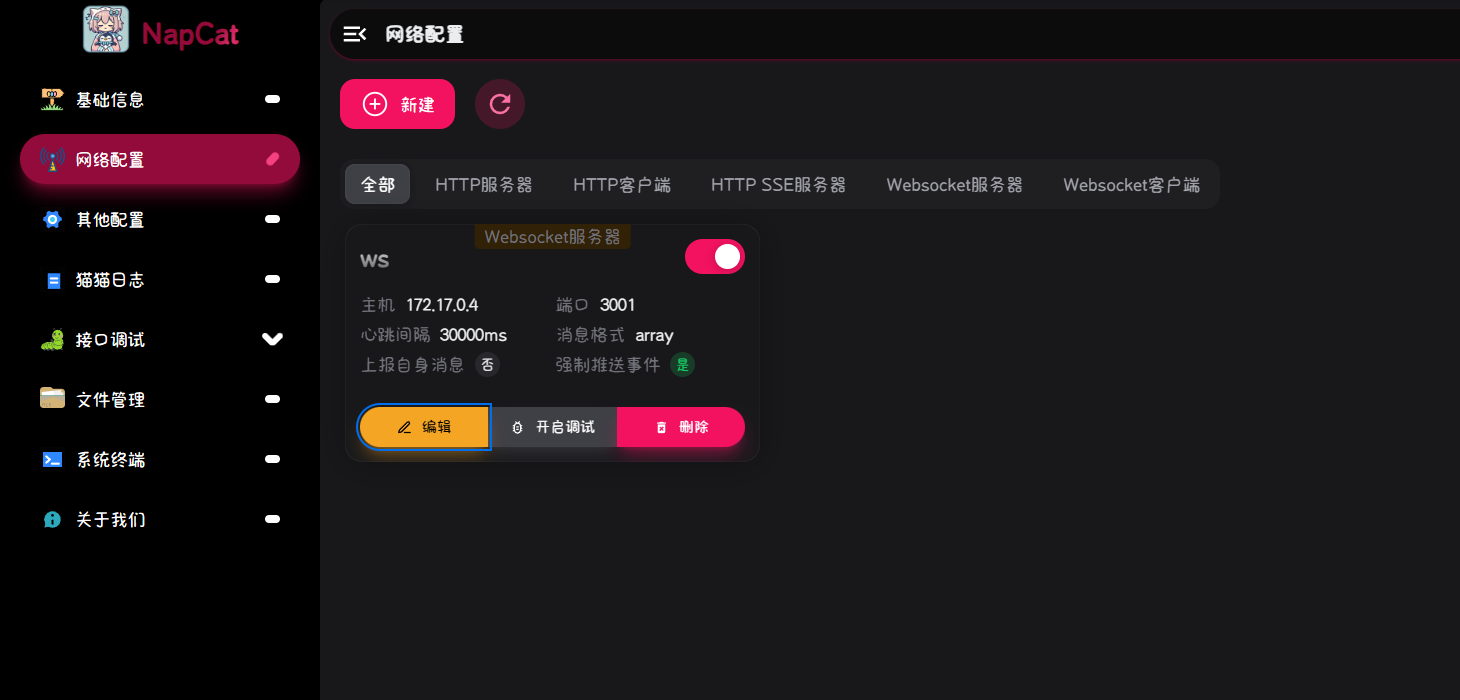 NapCat
基础信息
网络配置
其他配置
猫猫日志
接口调试
文件管理
系统终端
关于我们
网络配置
新建
全部 HTTP服务器 HTTP客户端 HTTP SSE服务器 Websocket服务器 Websocket客户端
Websocket服务器
WS
主机 172.17.0.4 端口 3001
心跳间隔 30000ms 消息格式 array
上报自身消息 否 强制推送事件 是
编辑 开启调试 删除